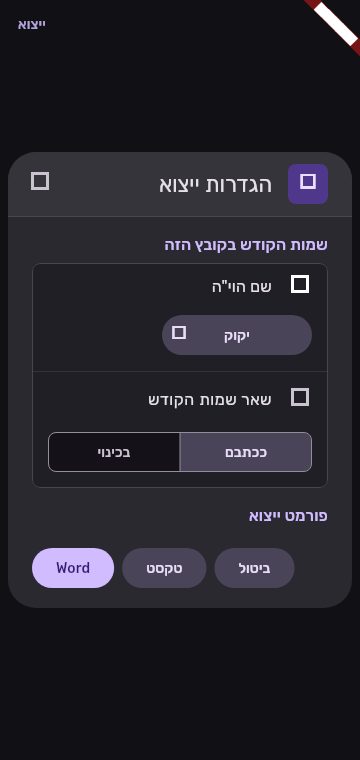 ייצוא
הגדרות ייצוא
שמות הקודש בקובץ הזה
שם הוי"ה
יקוק
שאר שמות הקודש
ככתבם
בכינוי
פורמט ייצוא
ביטול
טקסט
Word